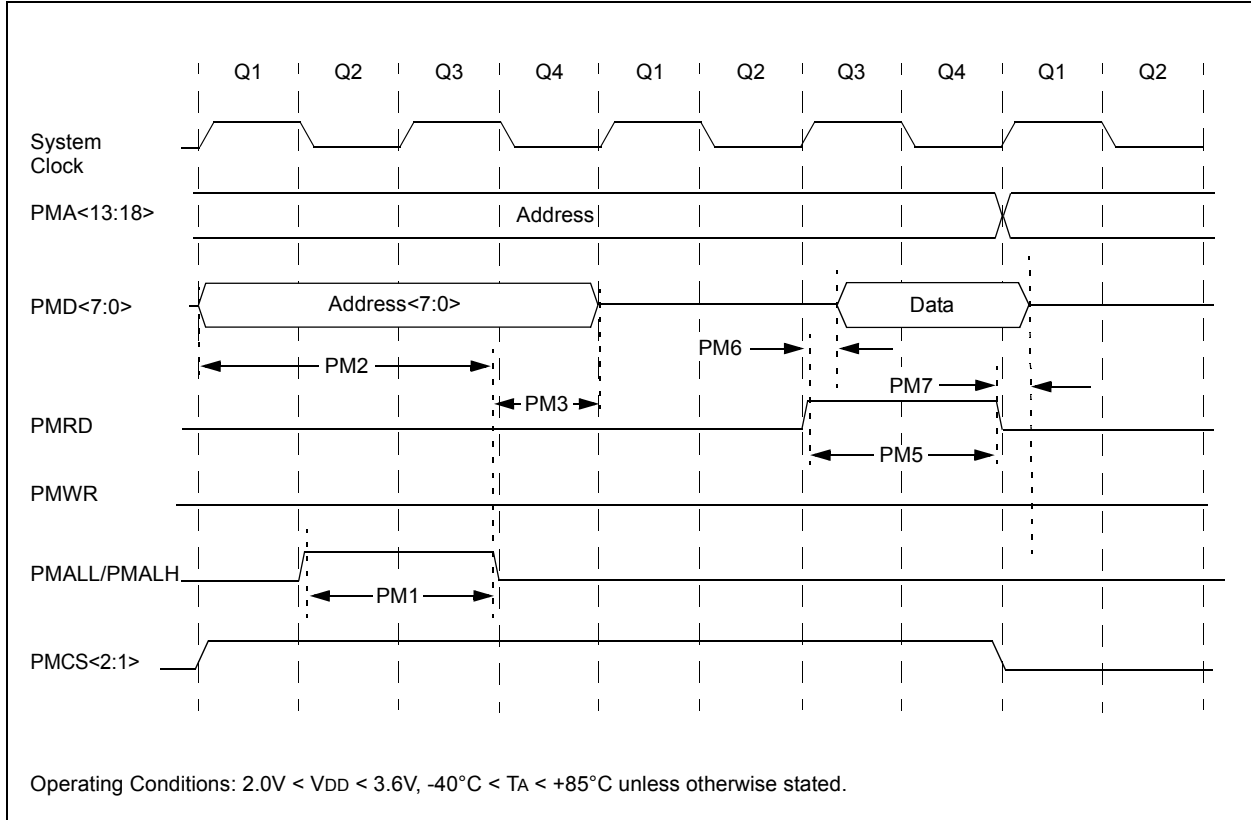 Q1 Q2 Q3 Q4 Q1 Q2 Q3 Q4 Q1 Q2
System
Clock
PMA<13:18>
Address
PMD<7:0>
Address<7:0>
Data
PM2
PM6
PM7
PM3
PMRD
PM5
PMWR
PMALL/PMALH
PM1
PMCS<2:1>
Operating Conditions: 2.0V < VDD < 3.6V, -40°C < TA < +85°C unless otherwise stated.